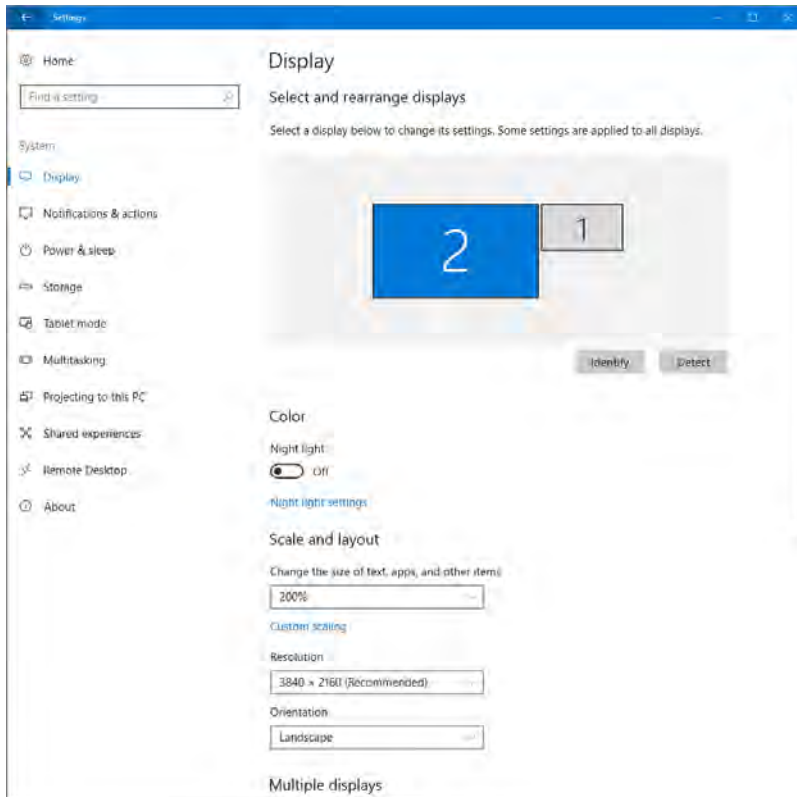 Settings
Home
Find a setting
System
Display
Notifications & actions
Power & sleep
Storage
Tablet mode
Multitasking
Projecting to this PC
Shared experiences
Remote Desktop
About
Display
Select and rearrange displays
Select a display below to change its settings. Some settings are applied to all displays.
2
1
Identify
Detect
Color
Night light
Off
Night light settings
Scale and layout
Change the size of text, apps, and other items
200%
Custom scaling
Resolution
3840 × 2160 (Recommended)
Orientation
Landscape
Multiple displays